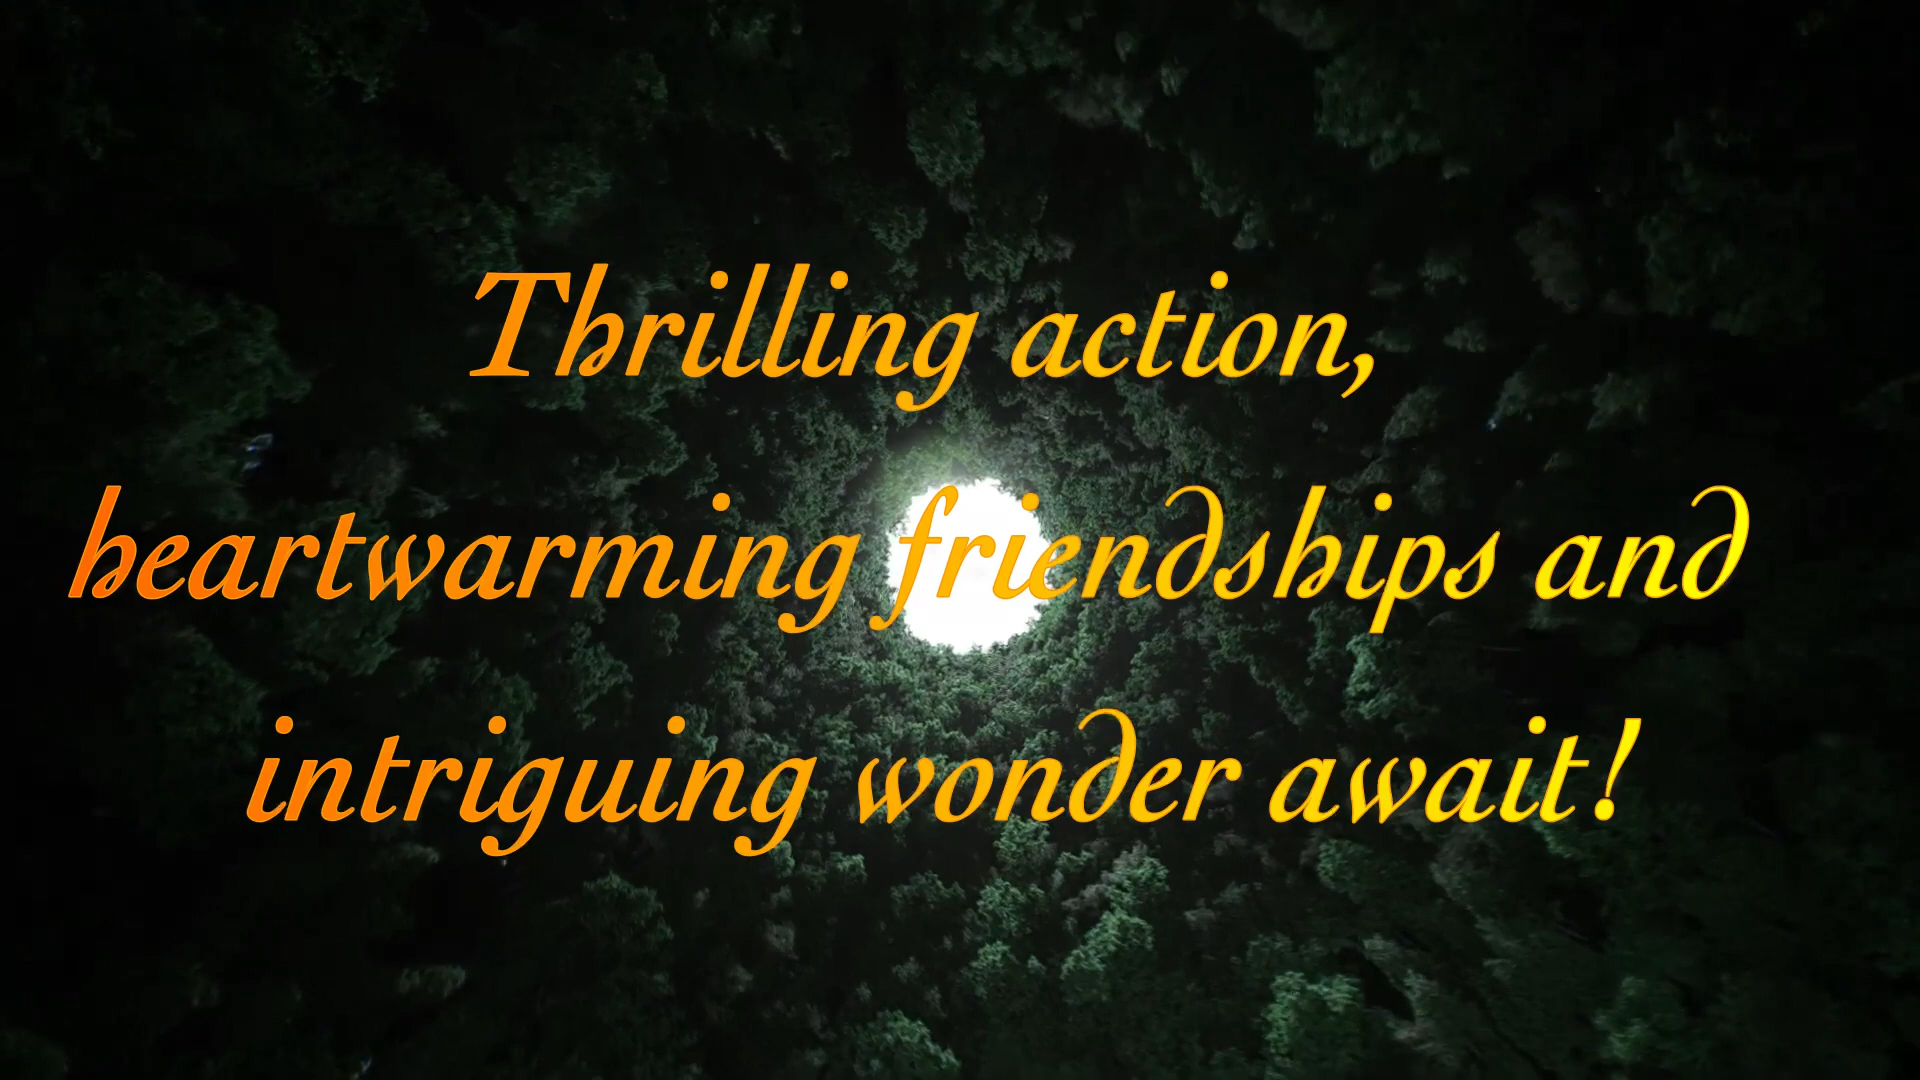 Thrilling action,
heartwarming friendships and
intriguing wonder await!